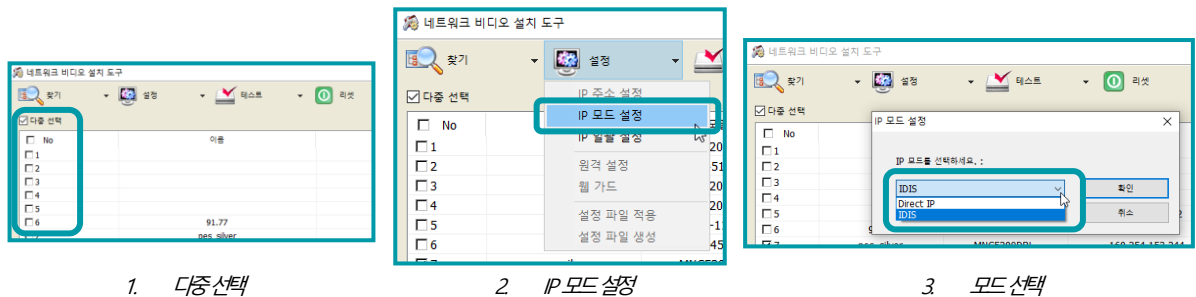 네트워크 비디오 설치 도구
찾기
설정
테스트
리셋
다중 선택
No
이름
1
2
3
4
5
6
91.77
pes_silver
1. 다중 선택
네트워크 비디오 설치 도구
찾기
설정
다중 선택
IP 주소 설정
IP 모드 설정
IP 일괄 설정
원격 설정
웹 가드
설정 파일 적용
설정 파일 생성
No
1
2
3
4
5
6
2. IP 모드 설정
네트워크 비디오 설치 도구
찾기
설정
테스트
리셋
다중 선택
No
1
2
3
4
5
6
IP 모드 설정
IP 모드를 선택하세요. :
IDIS
Direct IP
IDIS
확인
취소
3. 모드 선택